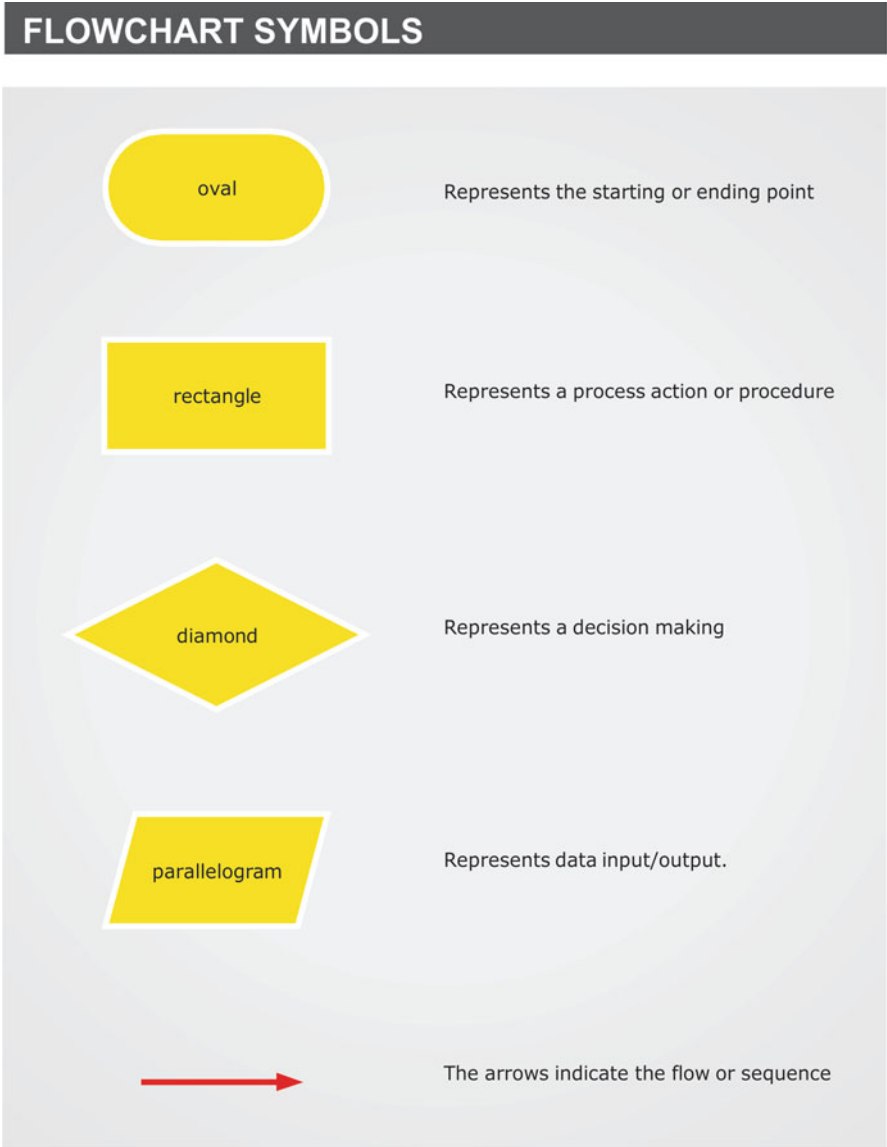 FLOWCHART SYMBOLS
oval
Represents the starting or ending point
rectangle
Represents a process action or procedure
diamond
Represents a decision making
parallelogram
Represents data input/output.
The arrows indicate the flow or sequence